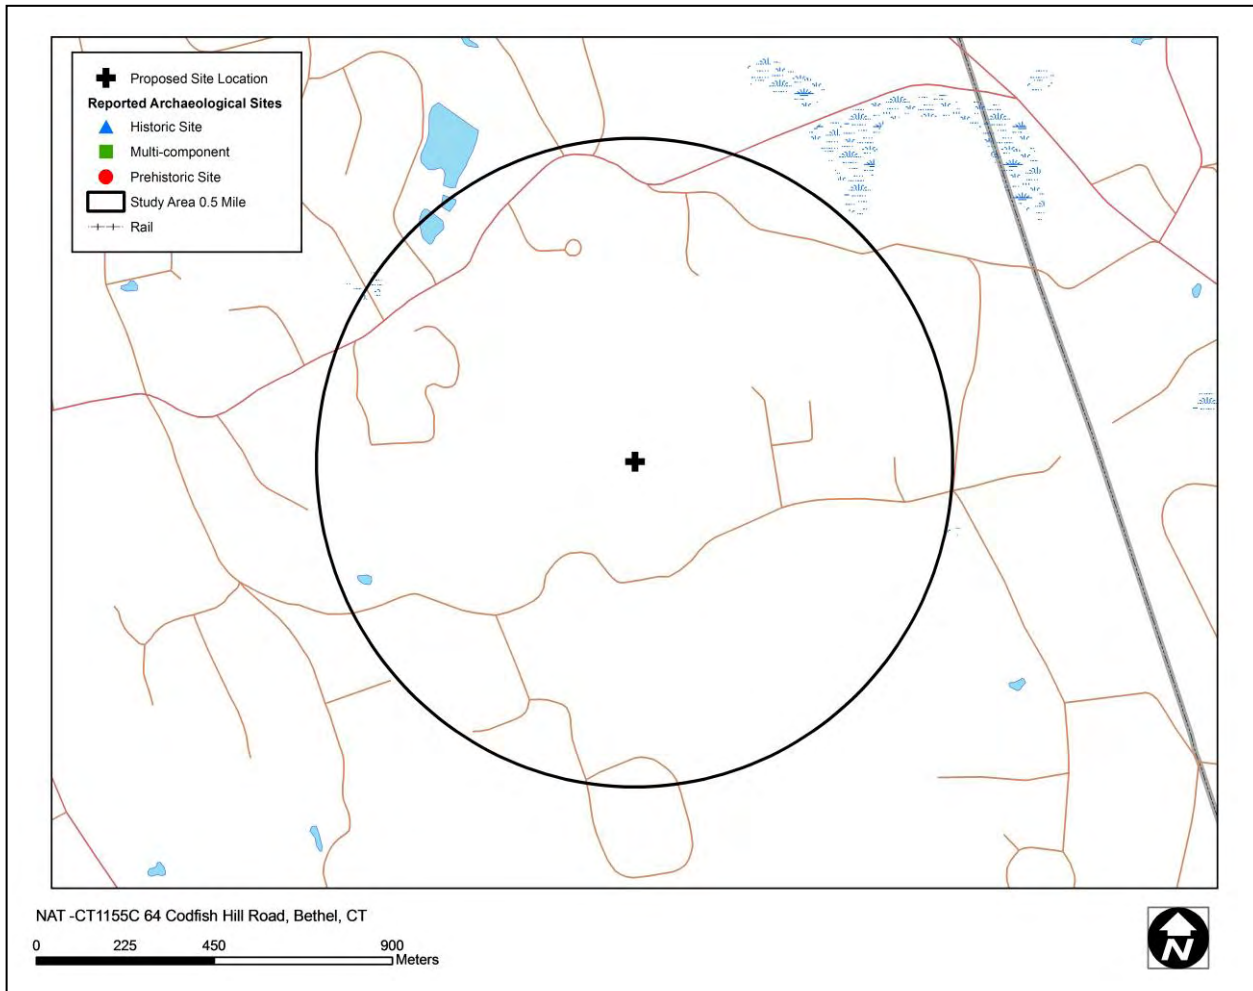 Proposed Site Location
Reported Archaeological Sites
Historic Site
Multi-component
Prehistoric Site
Study Area 0.5 Mile
Rail
NAT -CT1155C 64 Codfish Hill Road, Bethel, CT
0 225 450 900
Meters
N